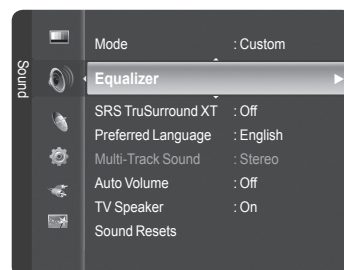 Sound
Mode : Custom
Equalizer
SRS TruSurround XT : Off
Preferred Language : English
Multi-Track Sound : Stereo
Auto Volume : Off
TV Speaker : On
Sound Resets